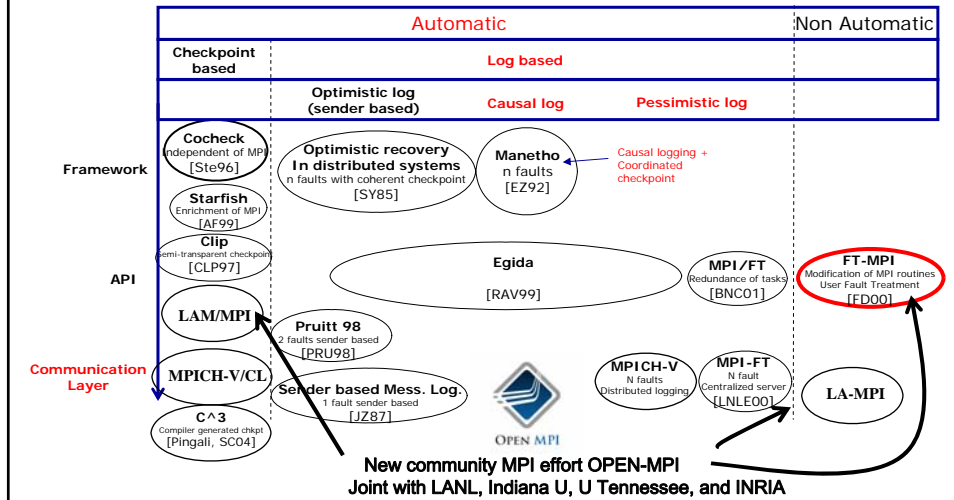 Automatic
Non Automatic
Checkpoint
based
Log based
Optimistic log
(sender based)
Causal log
Pessimistic log
Framework
Cocheck
Independent of MPI
[Ste96]
Optimistic recovery
In distributed systems
n faults with coherent checkpoint
[SY85]
Manetho
n faults
[EZ92]
Causal logging +
Coordinated
checkpoint
Starfish
Enrichment of MPI
[AF99]
API
Clip
Semi-transparent checkpoint
[CLP97]
Egida
[RAV99]
MPI/FT
Redundance of tasks
[BNC01]
FT-MPI
Modification of MPI routines
User Fault Treatment
[FD00]
LAM/MPI
Pruitt 98
2 faults sender based
[PRU98]
Communication
Layer
MPICH-V/CL
Sender based Mess. Log.
1 fault sender based
[JZ87]
OPEN MPI
MPICH-V
N faults
Distributed logging
MPI-FT
N fault
Centralized server
[LNLE00]
LA-MPI
C^3
Compiler generated chkpt
[Pingali, SC04]
New community MPI effort OPEN-MPI
Joint with LANL, Indiana U, U Tennessee, and INRIA